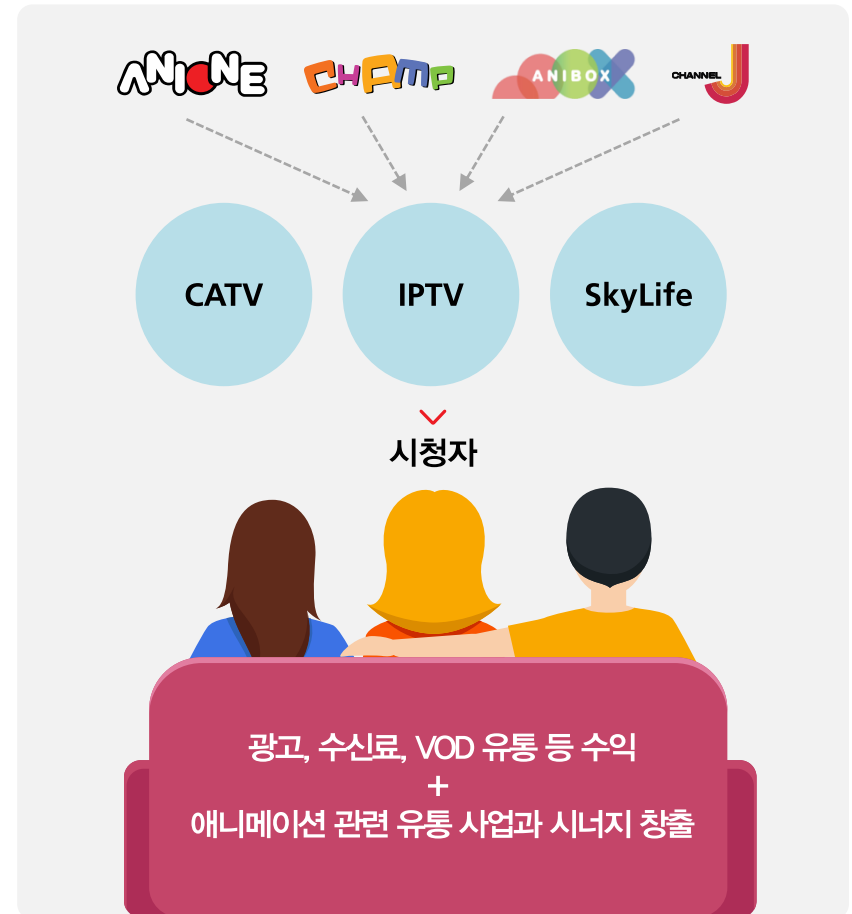 ANIONE CHAMP ANIBOX CHANNEL J
CATV IPTV SkyLife
시청자
광고, 수신료, VOD 유통 등 수익
+
애니메이션 관련 유통 사업과 시너지 창출